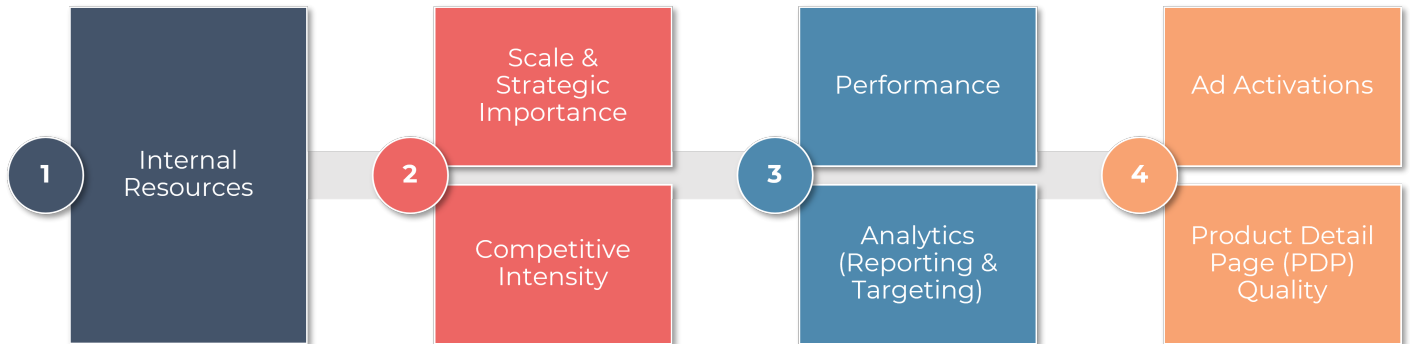 1
Internal
Resources
2
Scale &
Strategic
Importance
Competitive
Intensity
3
Performance
Analytics
(Reporting &
Targeting)
4
Ad Activations
Product Detail
Page (PDP)
Quality